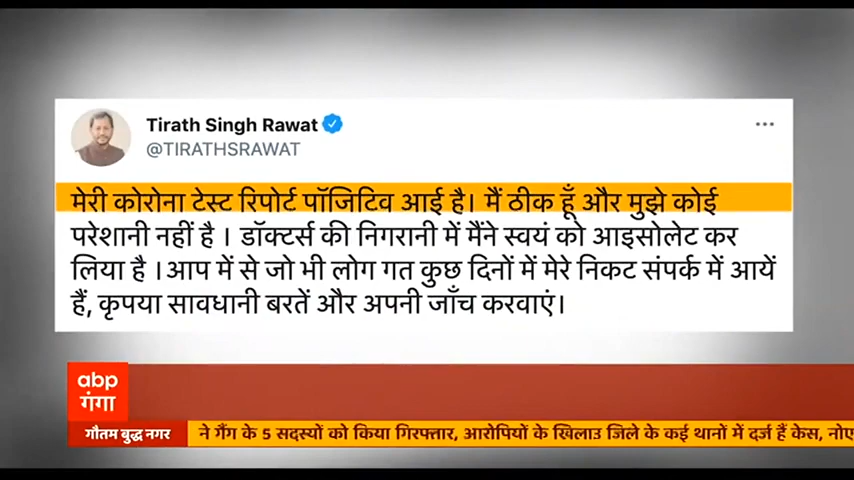 Tirath Singh Rawat
@TIRATHSRAWAT
मेरी कोरोना टेस्ट रिपोर्ट पॉजिटिव आई है। मैं ठीक हूँ और मुझे कोई
परेशानी नहीं है । डॉक्टर्स की निगरानी में मैंने स्वयं को आइसोलेट कर
लिया है ।आप में से जो भी लोग गत कुछ दिनों में मेरे निकट संपर्क में आयें
हैं, कृपया सावधानी बरतें और अपनी जाँच करवाएं।
abp
गंगा
गौतम बुद्ध नगर ने गैंग के 5 सदस्यों को किया गिरफ्तार, आरोपियों के खिलाउ जिले के कई थानों में दर्ज हैं केस, नोए